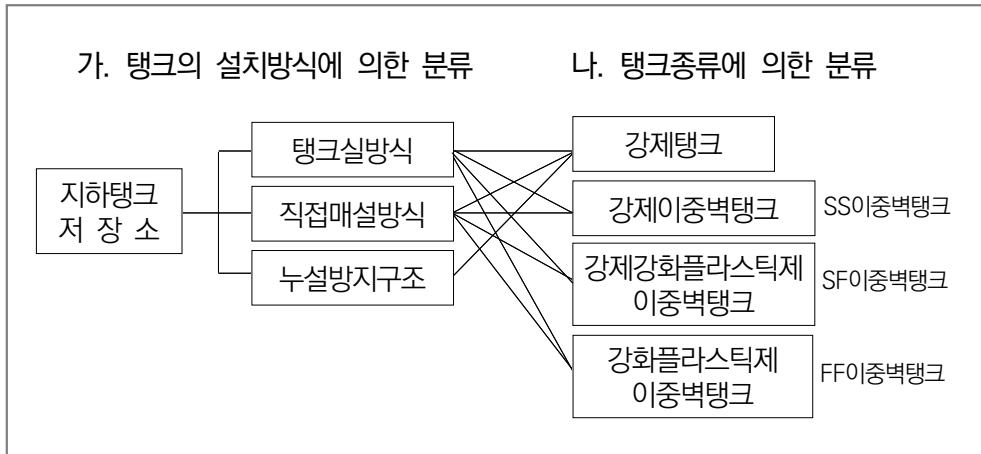 가. 탱크의 설치방식에 의한 분류
나. 탱크종류에 의한 분류
지하탱크
저 장 소
탱크실방식
직접매설방식
누설방지구조
강제탱크
강제이중벽탱크
SS이중벽탱크
강제강화플라스틱제
이중벽탱크
SF이중벽탱크
강화플라스틱제
이중벽탱크
FF이중벽탱크